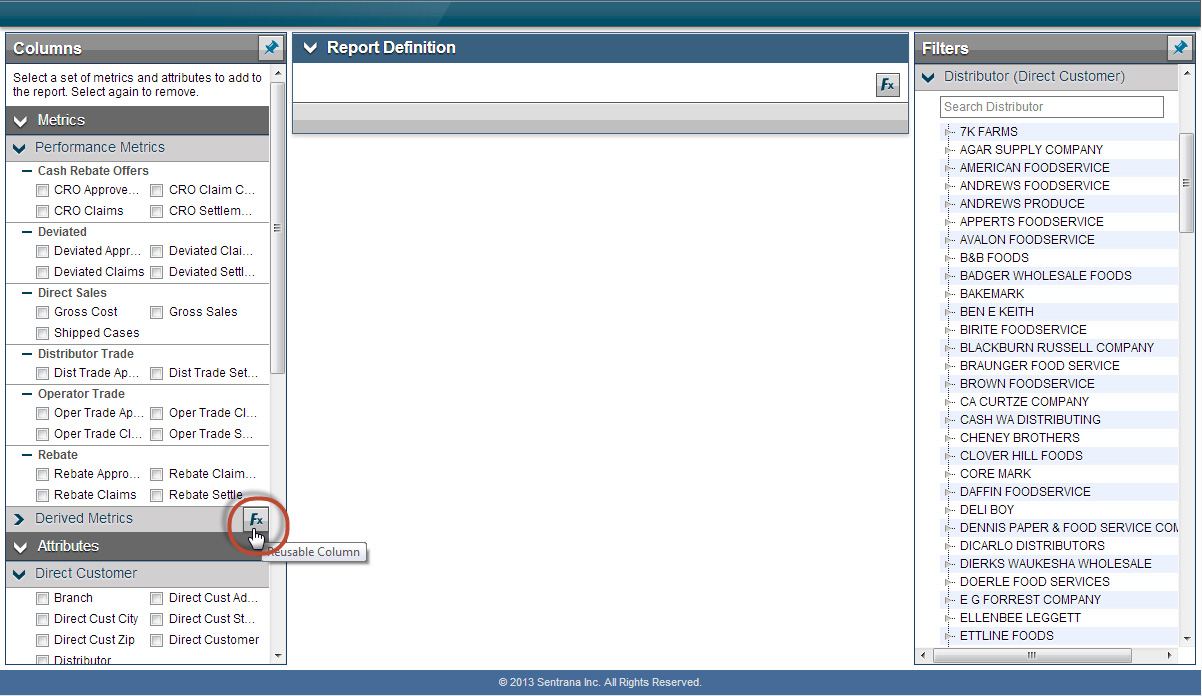 Columns
Select a set of metrics and attributes to add to
the report. Select again to remove.
Metrics
Performance Metrics
Cash Rebate Offers
CRO Approve... CRO Claim C...
CRO Claims CRO Settlem...
Deviated
Deviated Appr... Deviated Clai...
Deviated Claims Deviated Settl...
Direct Sales
Gross Cost Gross Sales
Shipped Cases
Distributor Trade
Dist Trade Ap... Dist Trade Set...
Operator Trade
Oper Trade Ap... Oper Trade Cl...
Oper Trade Cl... Oper Trade S...
Rebate
Rebate Appro... Rebate Claim...
Rebate Claims Rebate Settle...
Derived Metrics Fx
Reusable Column
Attributes
Direct Customer
Branch Direct Cust Ad...
Direct Cust City Direct Cust St...
Direct Cust Zip Direct Customer
Distributor
Report Definition
Fx
Filters
Distributor (Direct Customer)
Search Distributor
7K FARMS
AGAR SUPPLY COMPANY
AMERICAN FOODSERVICE
ANDREWS FOODSERVICE
ANDREWS PRODUCE
APPERTS FOODSERVICE
AVALON FOODSERVICE
B&B FOODS
BADGER WHOLESALE FOODS
BAKEMARK
BEN E KEITH
BIRITE FOODSERVICE
BLACKBURN RUSSELL COMPANY
BRAUNGER FOOD SERVICE
BROWN FOODSERVICE
CA CURTZE COMPANY
CASH WA DISTRIBUTING
CHENEY BROTHERS
CLOVER HILL FOODS
CORE MARK
DAFFIN FOODSERVICE
DELI BOY
DENNIS PAPER & FOOD SERVICE COM
DICARLO DISTRIBUTORS
DIERKS WAUKESHA WHOLESALE
DOERLE FOOD SERVICES
E G FORREST COMPANY
ELLENBEE LEGGETT
ETTLINE FOODS
© 2013 Sentrana Inc. All Rights Reserved.